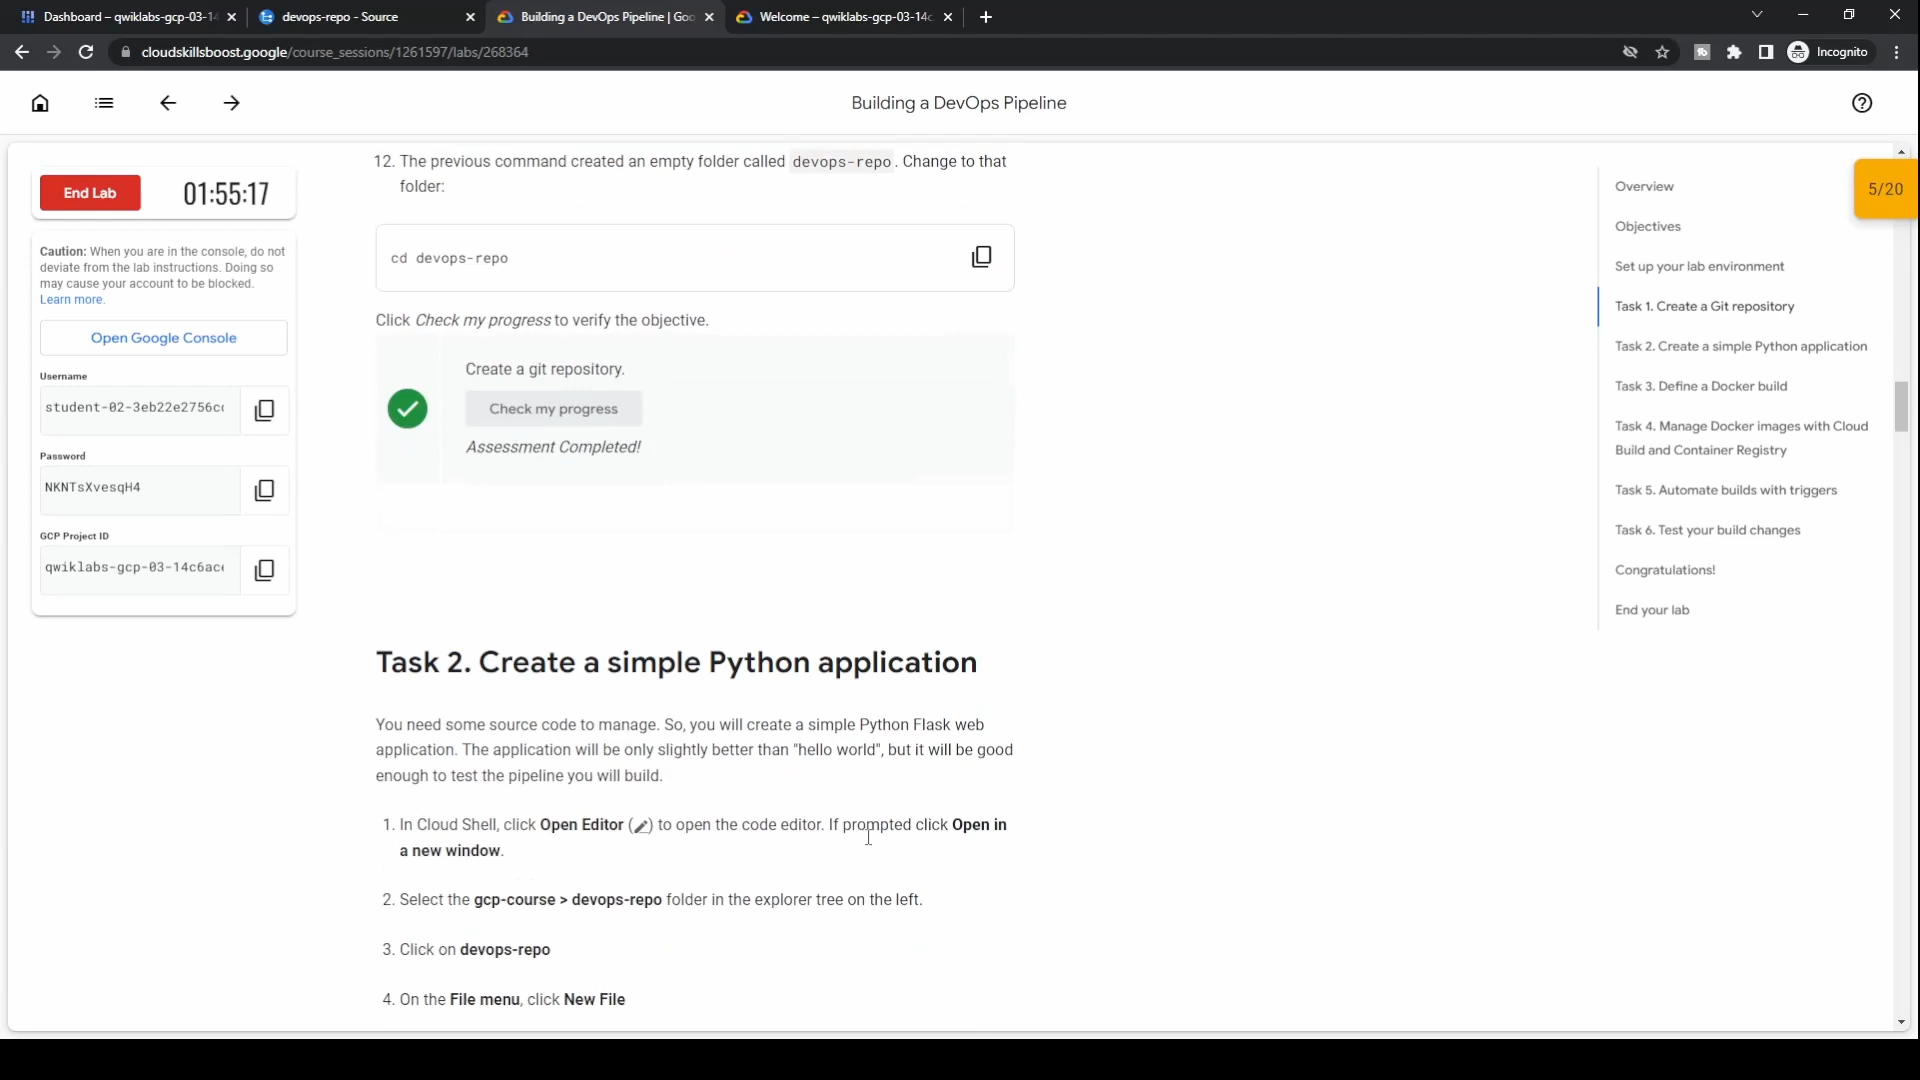 Dashboard – qwiklabs-gcp-03-14
devops-repo - Source
Building a DevOps Pipeline | Goo
Welcome – qwiklabs-gcp-03-14c
cloudskillsboost.google/course_sessions/1261597/labs/268364
Incognito
Building a DevOps Pipeline
End Lab
01:55:17
Caution: When you are in the console, do not
deviate from the lab instructions. Doing so
may cause your account to be blocked.
Learn more.
Open Google Console
Username
student-02-3eb22e2756cc
Password
NKNTsXvesqH4
GCP Project ID
qwiklabs-gcp-03-14c6ace
12. The previous command created an empty folder called devops-repo. Change to that
folder:
cd devops-repo
Click Check my progress to verify the objective.
Create a git repository.
Check my progress
Assessment Completed!
Task 2. Create a simple Python application
You need some source code to manage. So, you will create a simple Python Flask web
application. The application will be only slightly better than "hello world", but it will be good
enough to test the pipeline you will build.
1. In Cloud Shell, click Open Editor ( ) to open the code editor. If prompted click Open in
a new window.
2. Select the gcp-course > devops-repo folder in the explorer tree on the left.
3. Click on devops-repo
4. On the File menu, click New File
Overview
5/20
Objectives
Set up your lab environment
Task 1. Create a Git repository
Task 2. Create a simple Python application
Task 3. Define a Docker build
Task 4. Manage Docker images with Cloud
Build and Container Registry
Task 5. Automate builds with triggers
Task 6. Test your build changes
Congratulations!
End your lab